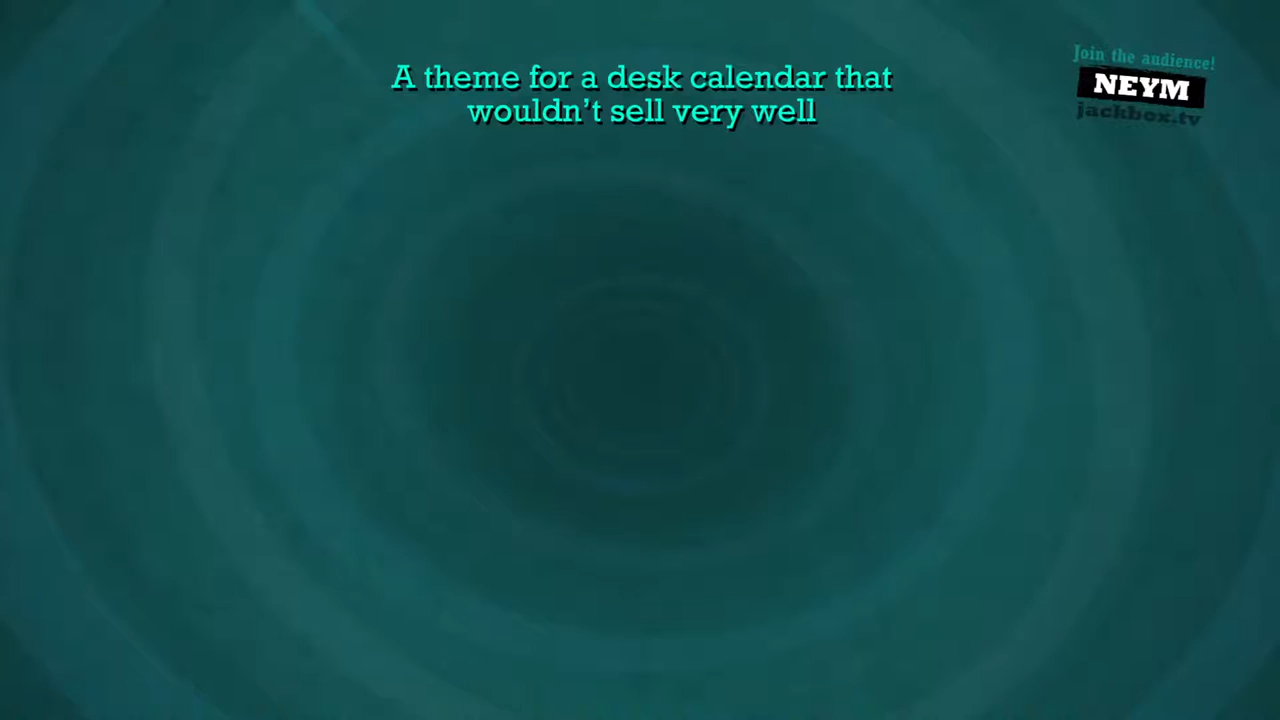 A theme for a desk calendar that
wouldn't sell very well
Join the audience!
NEYM
jackbox.tv